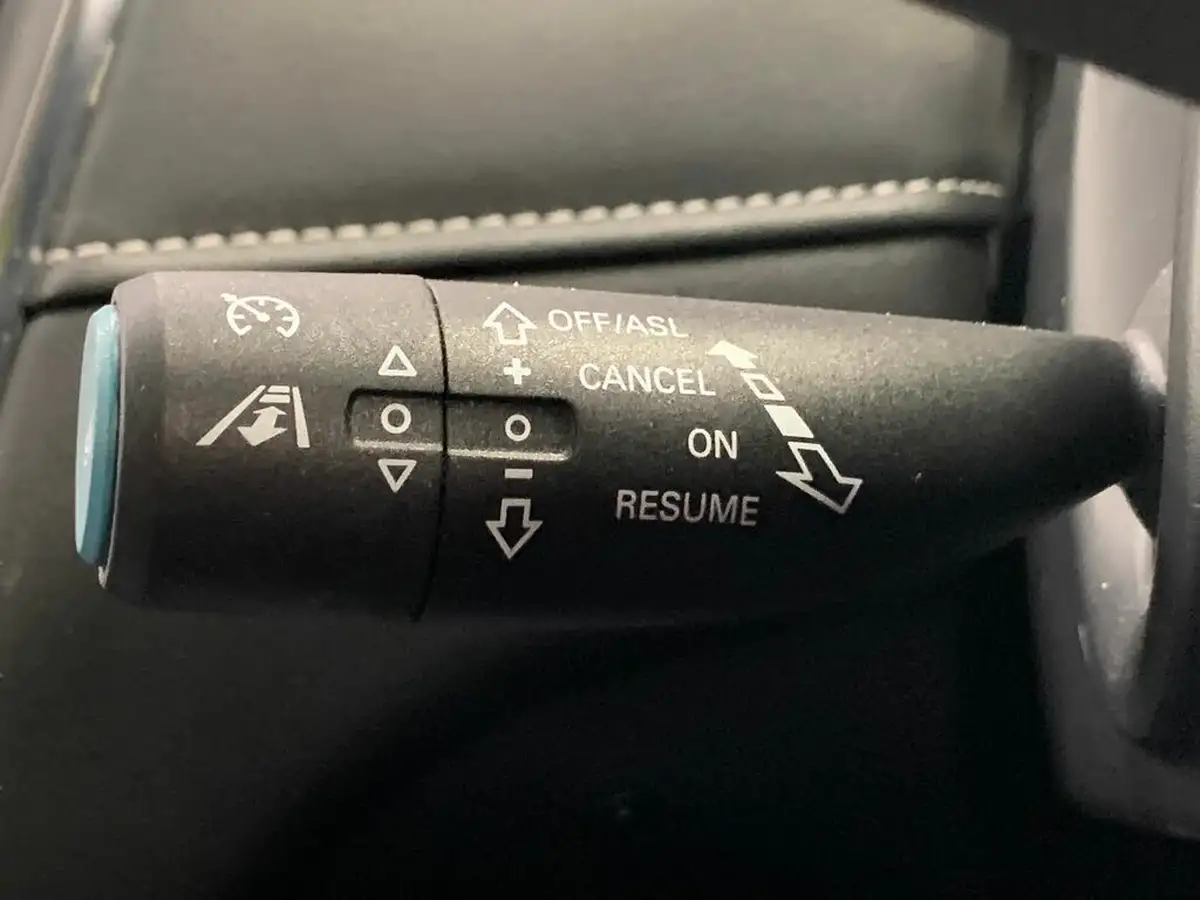 OFF/ASL
+
CANCEL
ON
-
RESUME